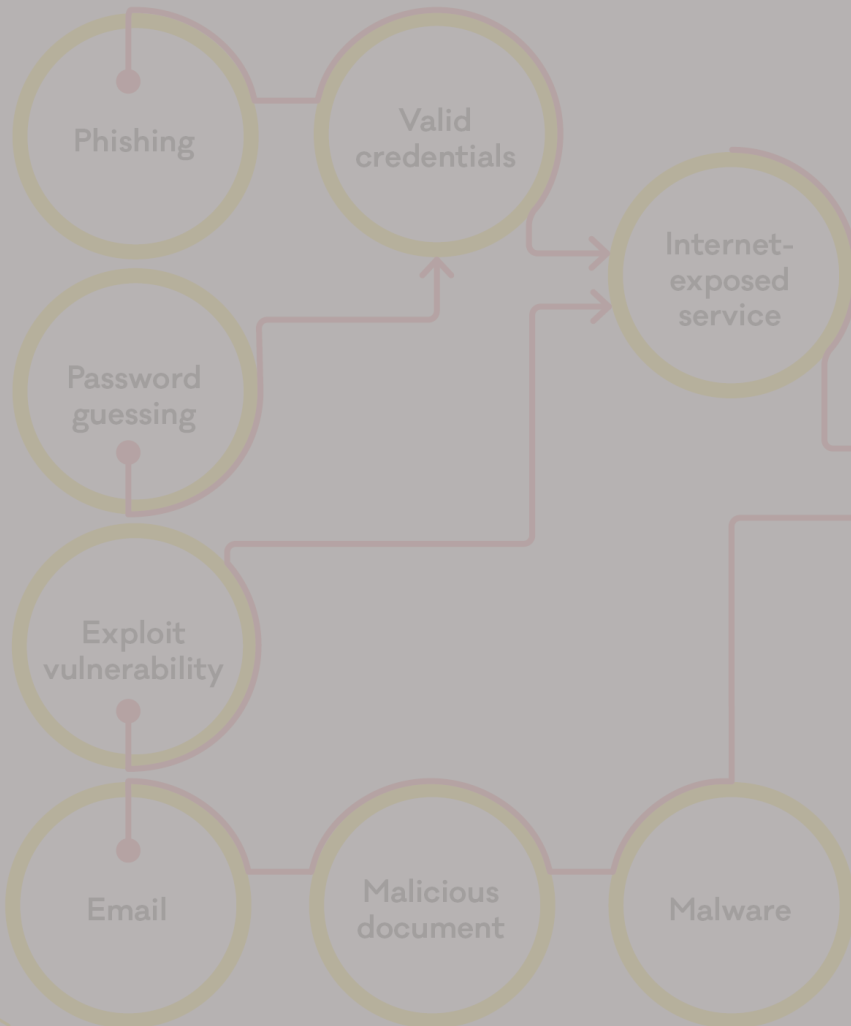 Phishing
Valid
credentials
Internet-
exposed
service
Password
guessing
Exploit
vulnerability
Email
Malicious
document
Malware